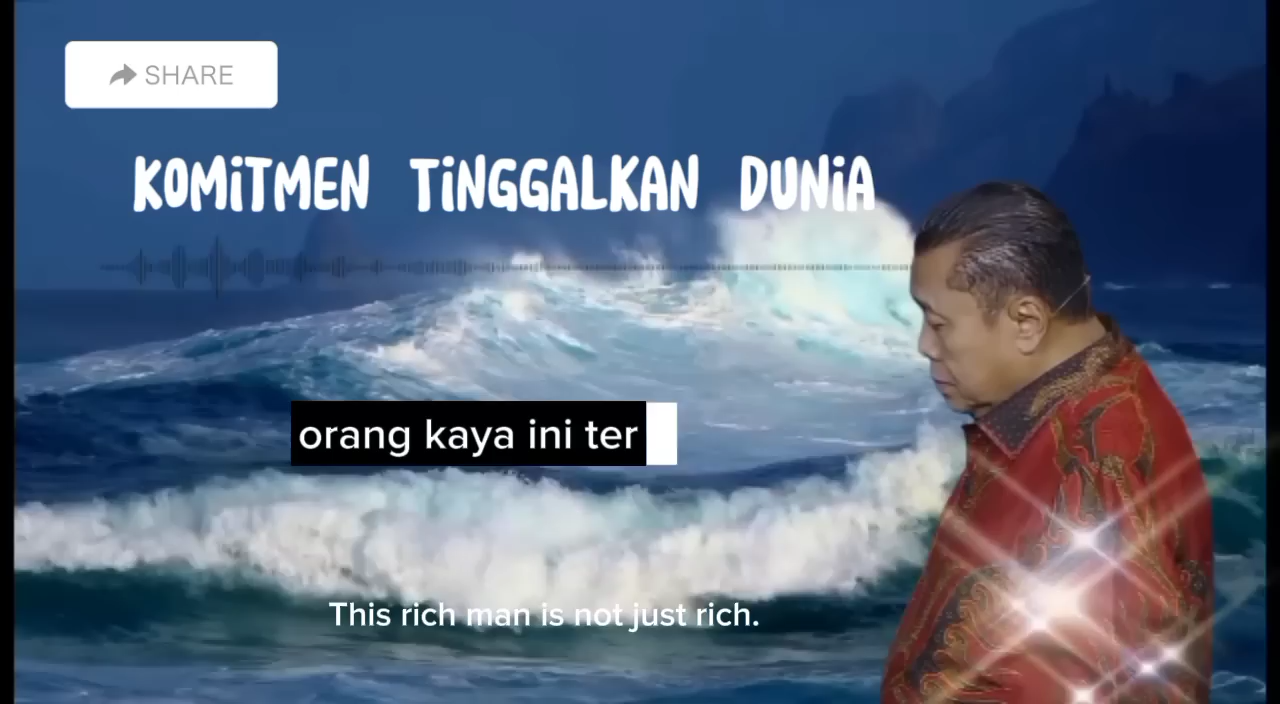 SHARE
KOMiTMEN TiNGGALKAN DUNiA
orang kaya ini ter
This rich man is not just rich.